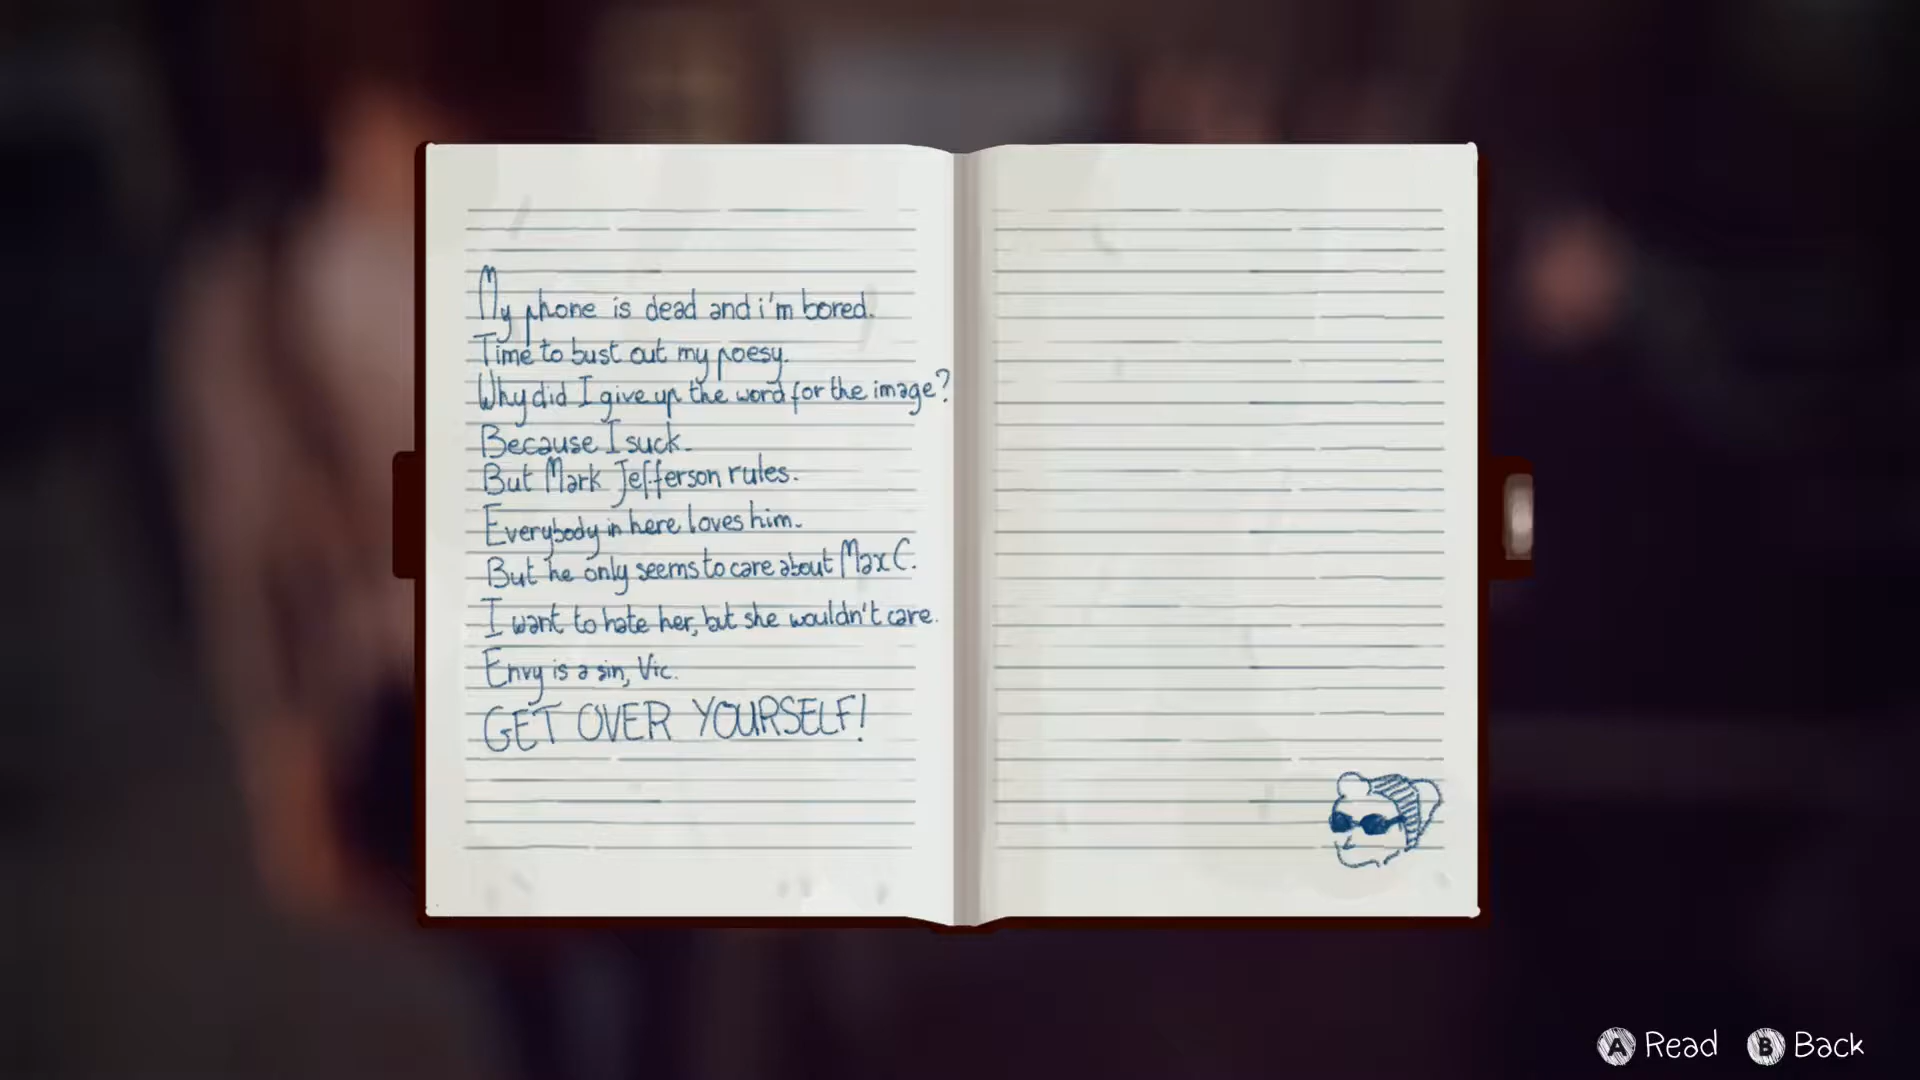 My phone is dead and i'm bored.
Time to bust out my poesy.
Why did I give up the word for the image?
Because I suck.
But Mark Jefferson rules.
Everybody in here loves him.
But he only seems to care about Max C.
I want to hate her, but she wouldn't care.
Envy is a sin, Vic.
GET OVER YOURSELF!
A Read B Back